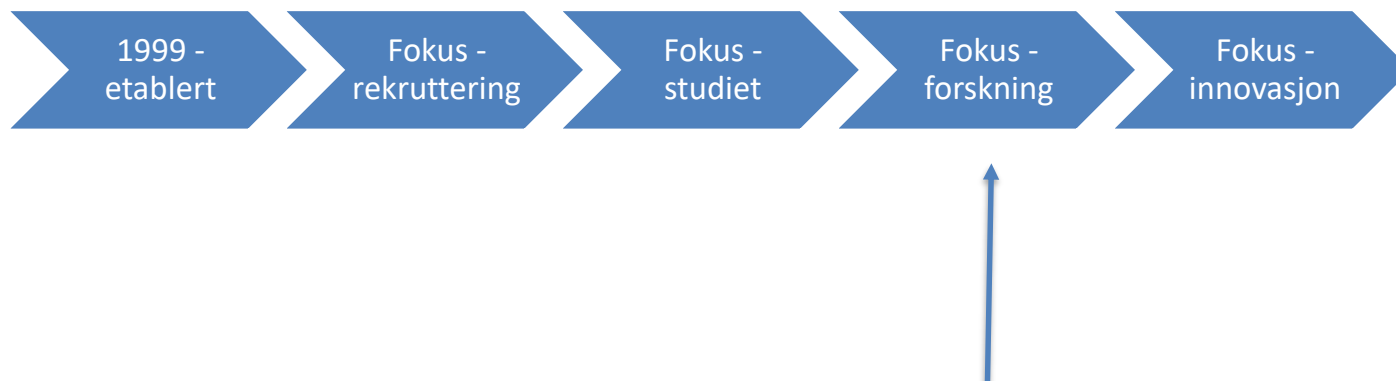 1999 -
etablert
Fokus -
rekruttering
Fokus -
studiet
Fokus -
forskning
Fokus -
innovasjon